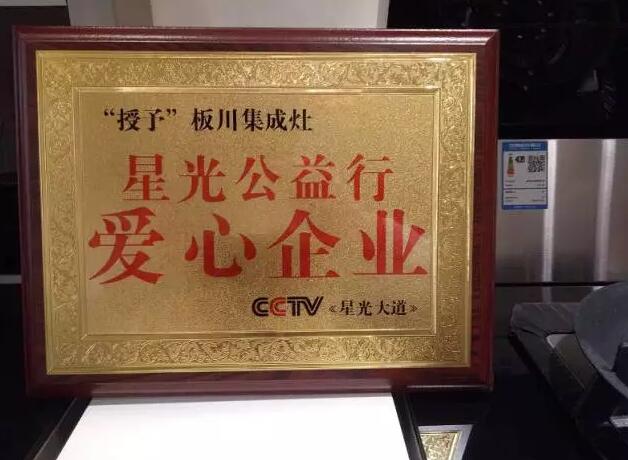 “授予”板川集成灶
星光公益行
爱心企业
CCTV《星光大道》